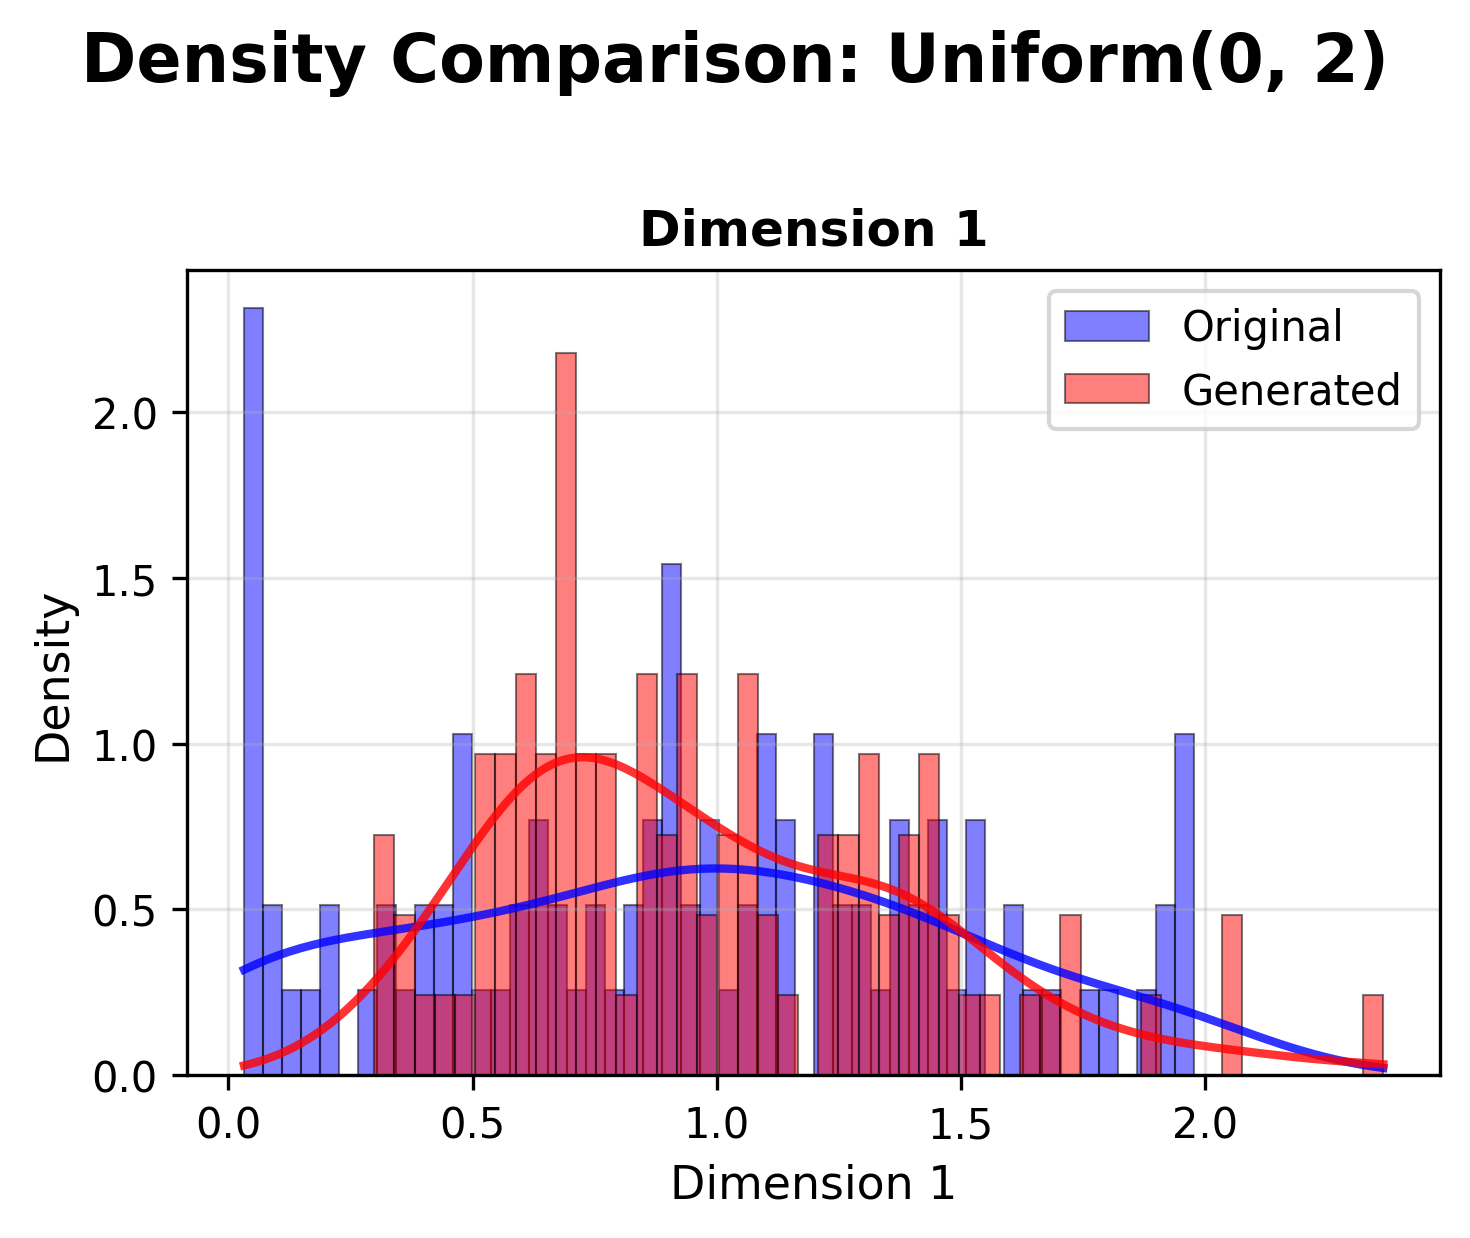 Density Comparison: Uniform(0, 2)
Dimension 1
Original
Generated
Density
2.0
1.5
1.0
0.5
0.0
0.0 0.5 1.0 1.5 2.0
Dimension 1